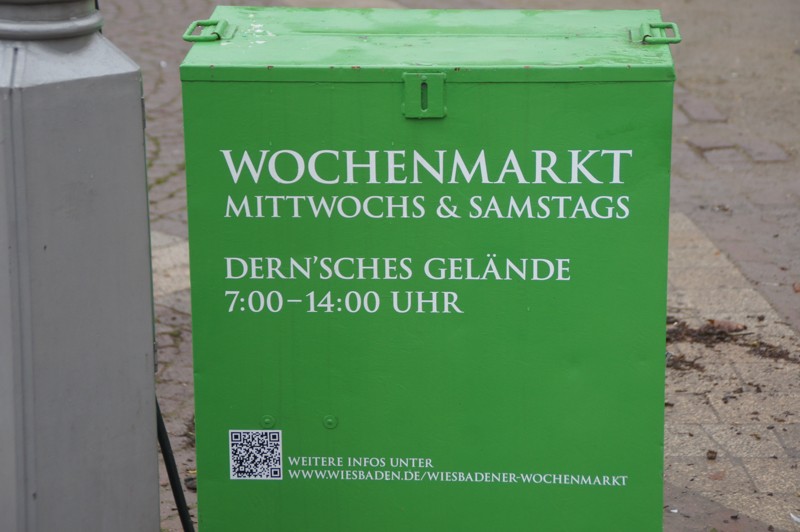 WOCHENMARKT
MITTWOCHS & SAMSTAGS
DERN'SCHES GELÄNDE
7:00–14:00 UHR
WEITERE INFOS UNTER
WWW.WIESBADEN.DE/WIESBADENER-WOCHENMARKT